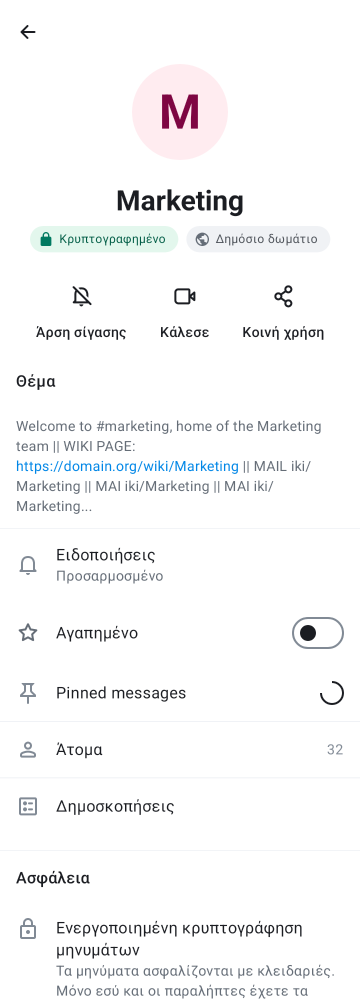 M
Marketing
Κρυπτογραφημένο
Δημόσιο δωμάτιο
Άρση σίγασης
Κάλεσε
Κοινή χρήση
Θέμα
Welcome to #marketing, home of the Marketing
team || WIKI PAGE:
https://domain.org/wiki/Marketing || MAIL iki/
Marketing || MAI iki/Marketing || MAI iki/
Marketing...
Ειδοποιήσεις
Προσαρμοσμένο
Αγαπημένο
Pinned messages
Άτομα 32
Δημοσκοπήσεις
Ασφάλεια
Ενεργοποιημένη κρυπτογράφηση
μηνυμάτων
Τα μηνύματα ασφαλίζονται με κλειδαριές.
Μόνο εσύ και οι παραλήπτες έχετε τα